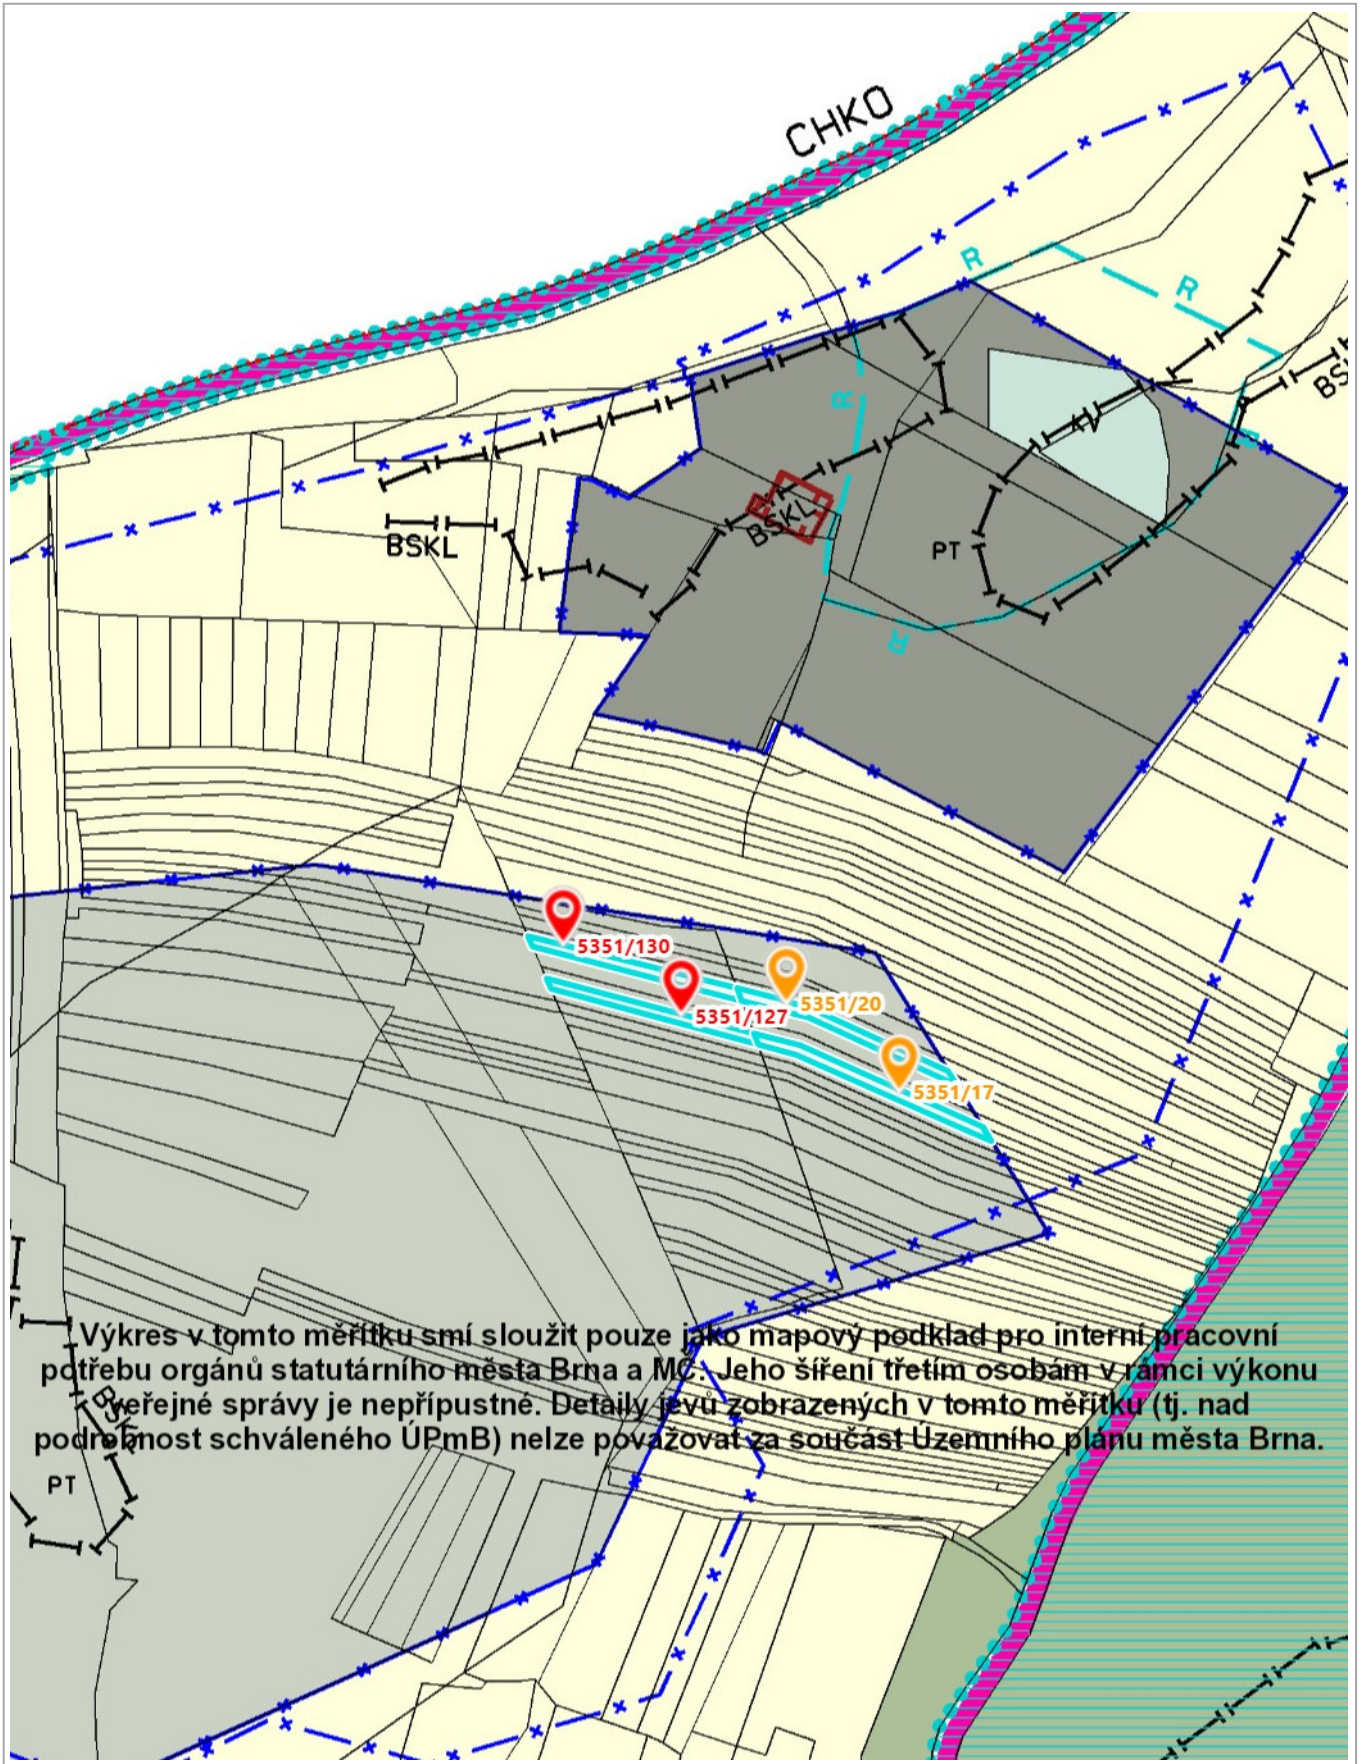 CHKO
R
R
R
BSKL
BSKL
PT
R
5351/130
5351/20
5351/127
5351/17
Výkres v tomto měřítku smí sloužit pouze jako mapový podklad pro interní pracovní
potřebu orgánů statutárního města Brna a MČ. Jeho šíření třetím osobám v rámci výkonu
veřejné správy je nepřípustné. Detaily jevů zobrazených v tomto měřítku (tj. nad
podrobnost schváleného ÚPmB) nelze považovat za součást Územního plánu města Brna.
BSKL
PT